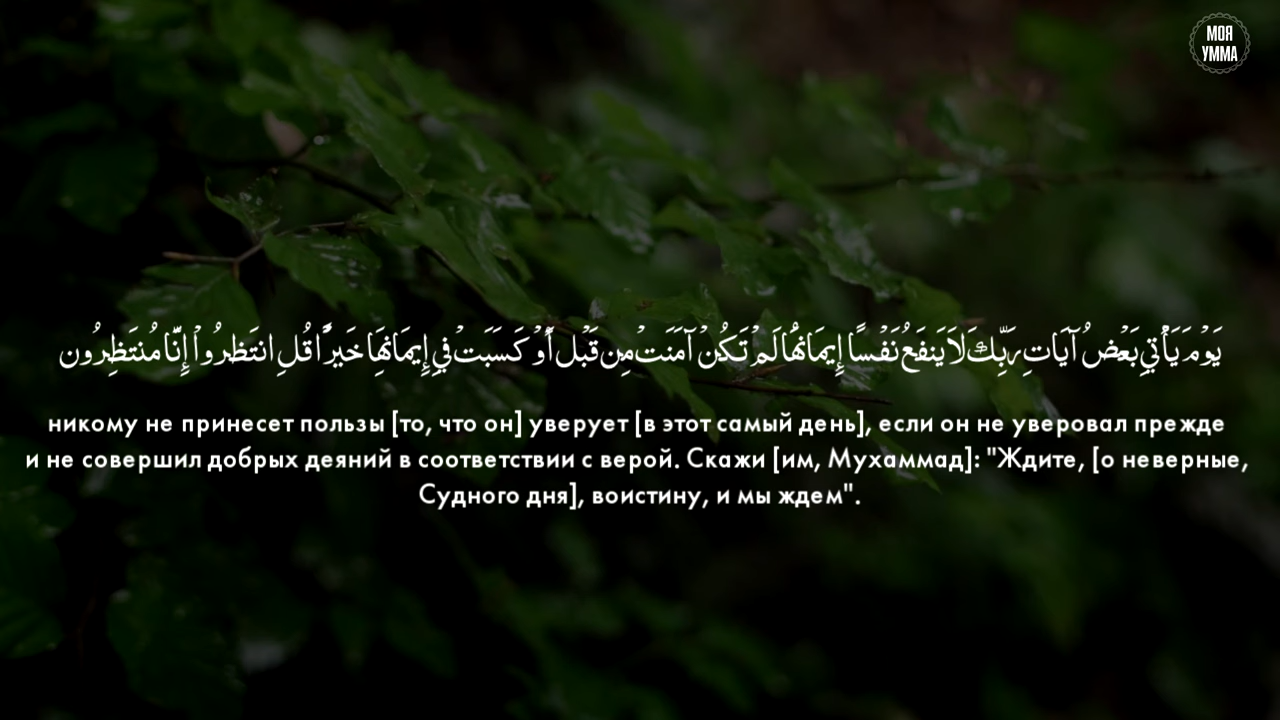 МОЯ
УММА
يَوْمَ يَأْتِي بَعْضُ آيَاتِ رَبِّكَ لاَ يَنفَعُ نَفْسًا إِيمَانُهَا لَمْ تَكُنْ آمَنَتْ مِن قَبْلُ أَوْ كَسَبَتْ فِي إِيمَانِهَا خَيْرًا قُلِ انتَظِرُواْ إِنَّا مُنتَظِرُون
никому не принесет пользы [то, что он] уверует [в этот самый день], если он не уверовал прежде
и не совершил добрых деяний в соответствии с верой. Скажи [им, Мухаммад]: "Ждите, [о неверные,
Судного дня], воистину, и мы ждем".